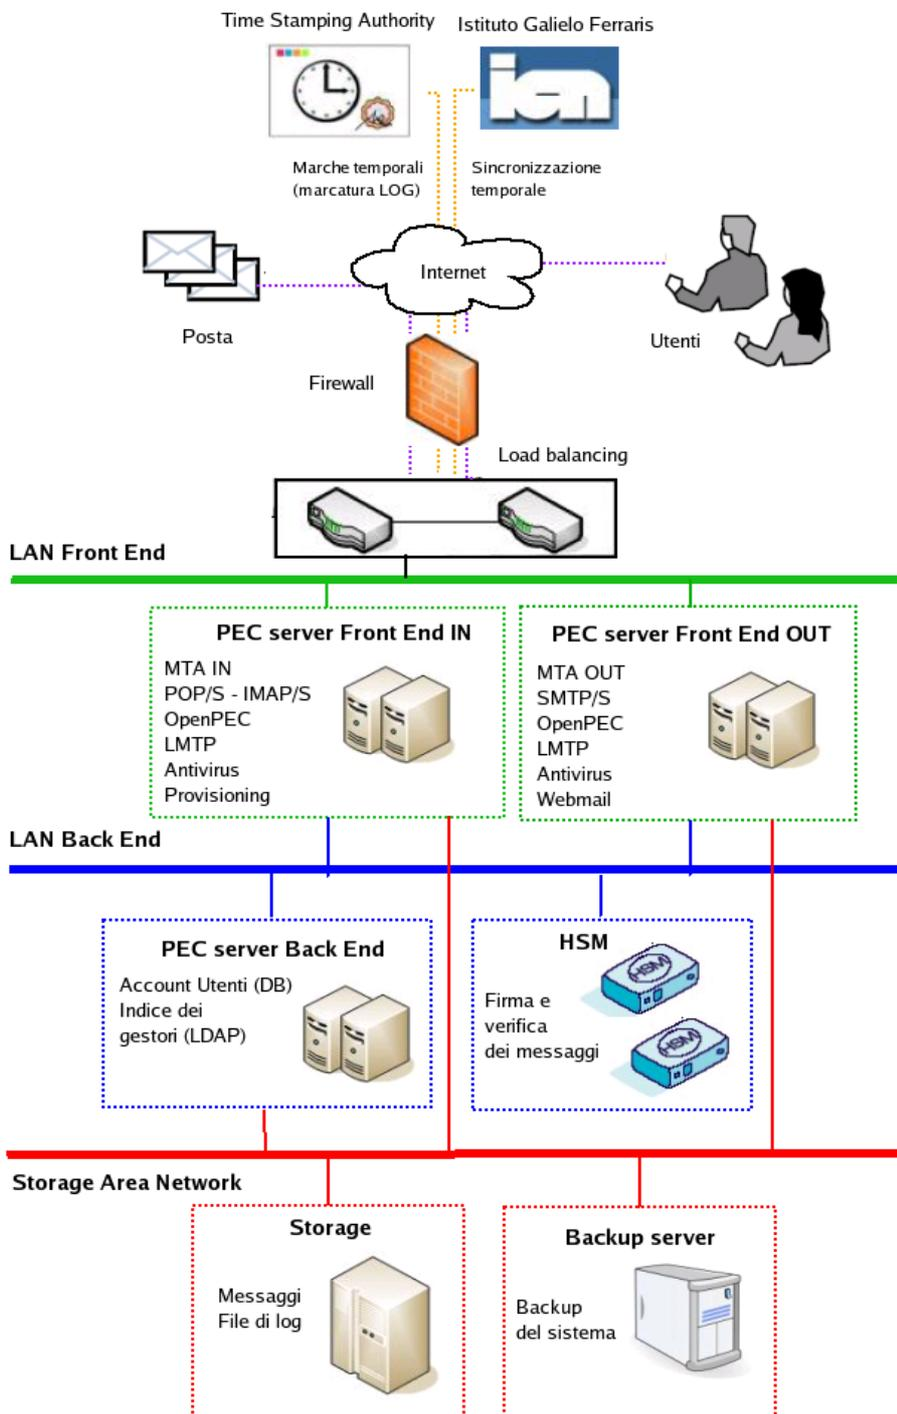 Time Stamping Authority
Istituto Galielo Ferraris
ien
Marche temporali
(marcatura LOG)
Sincronizzazione
temporale
Internet
Posta
Utenti
Firewall
Load balancing
LAN Front End
PEC server Front End IN
MTA IN
POP/S - IMAP/S
OpenPEC
LMTP
Antivirus
Provisioning
PEC server Front End OUT
MTA OUT
SMTP/S
OpenPEC
LMTP
Antivirus
Webmail
LAN Back End
PEC server Back End
Account Utenti (DB)
Indice dei
gestori (LDAP)
HSM
HSM
Firma e
verifica
dei messaggi
HSM
Storage Area Network
Storage
Messaggi
File di log
Backup server
Backup
del sistema